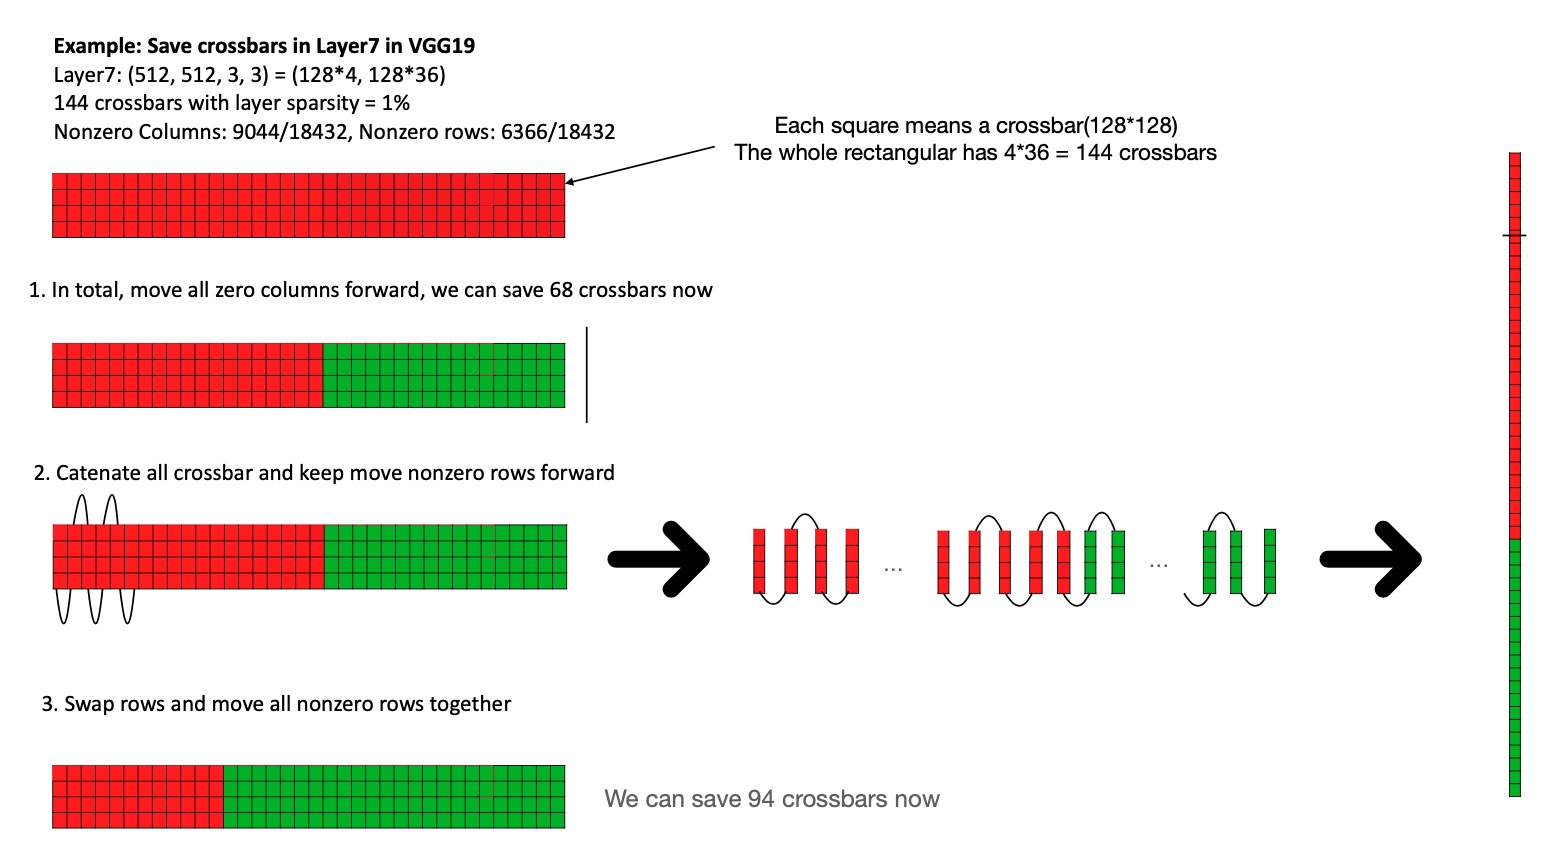 Example: Save crossbars in Layer7 in VGG19
Layer7: (512, 512, 3, 3) = (128*4, 128*36)
144 crossbars with layer sparsity = 1%
Nonzero Columns: 9044/18432, Nonzero rows: 6366/18432
Each square means a crossbar(128*128)
The whole rectangular has 4*36 = 144 crossbars
1. In total, move all zero columns forward, we can save 68 crossbars now
2. Catenate all crossbar and keep move nonzero rows forward
...
...
3. Swap rows and move all nonzero rows together
We can save 94 crossbars now